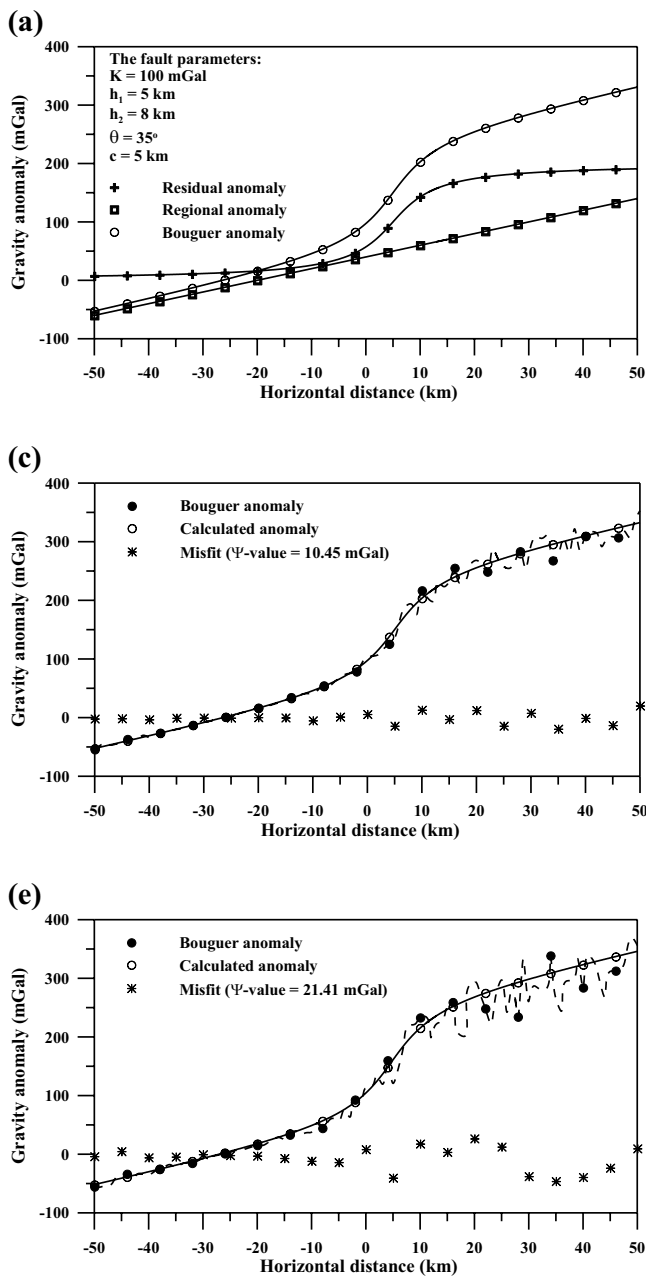 (a)
The fault parameters:
K = 100 mGal
h₁ = 5 km
h₂ = 8 km
θ = 35°
c = 5 km
Residual anomaly
Regional anomaly
Bouguer anomaly
400
300
200
100
0
-100
Gravity anomaly (mGal)
-50 -40 -30 -20 -10 0 10 20 30 40 50
Horizontal distance (km)
(c)
Bouguer anomaly
Calculated anomaly
Misfit (Ψ-value = 10.45 mGal)
400
300
200
100
0
-100
Gravity anomaly (mGal)
-50 -40 -30 -20 -10 0 10 20 30 40 50
Horizontal distance (km)
(e)
Bouguer anomaly
Calculated anomaly
Misfit (Ψ-value = 21.41 mGal)
400
300
200
100
0
-100
Gravity anomaly (mGal)
-50 -40 -30 -20 -10 0 10 20 30 40 50
Horizontal distance (km)